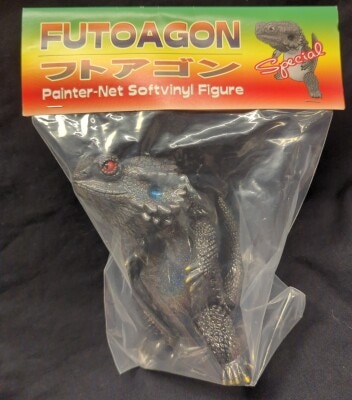 FUTOAGON
フトアゴン
Special
Painter-Net Softvinyl Figure